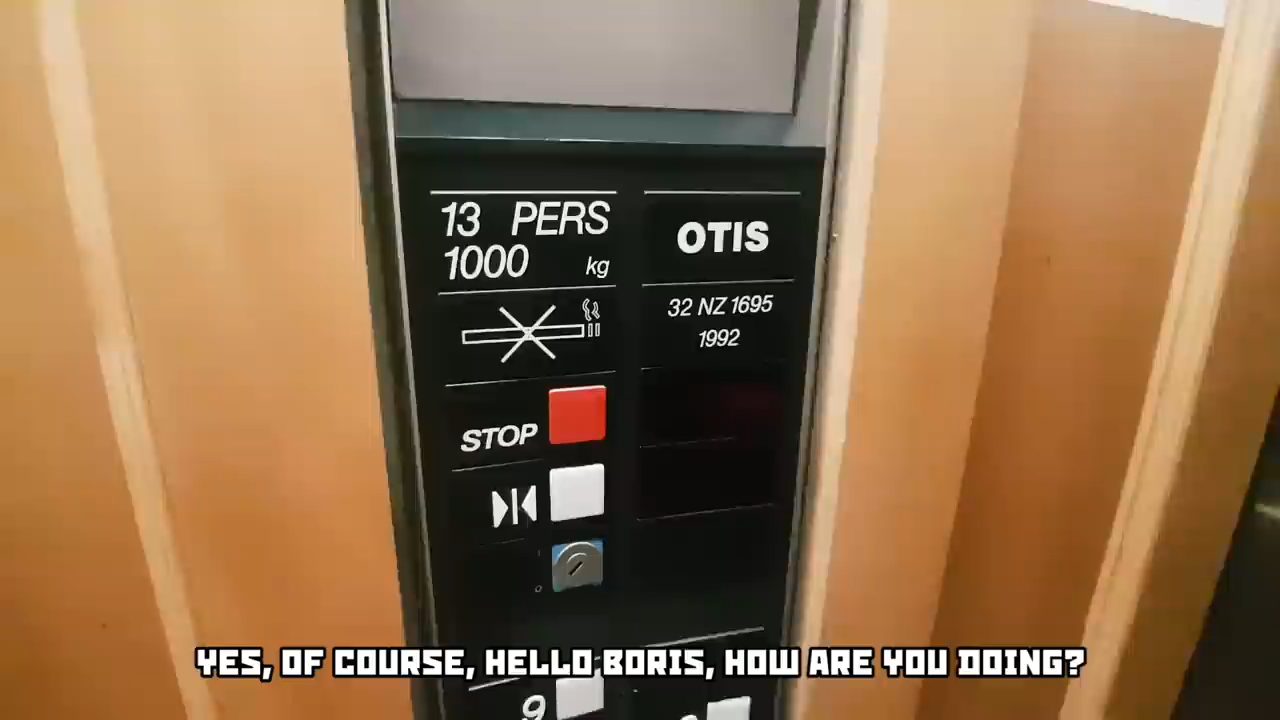 13 PERS
1000 kg
OTIS
32 NZ 1695
1992
STOP
9
YES, OF COURSE, HELLO BORIS, HOW ARE YOU DOING?